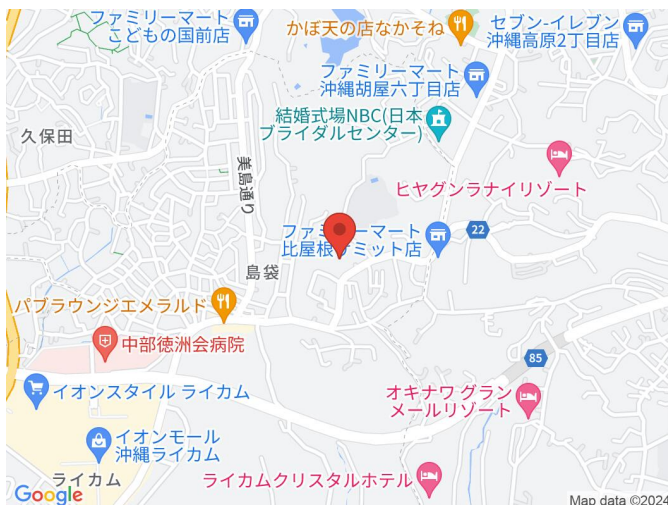 ファミリーマート
こどもの国前店
かぼ天の店なかそね
セブン-イレブン
沖縄高原2丁目店
ファミリーマート
沖縄胡屋六丁目店
結婚式場NBC(日本
ブライダルセンター)
久保田
美島通り
ヒヤグンラナイリゾート
ファミリーマート
比屋根サミット店
22
島袋
パブラウンジエメラルド
中部徳洲会病院
85
イオンスタイル ライカム
オキナワ グラン
メールリゾート
イオンモール
沖縄ライカム
ライカム
ライカムクリスタルホテル
Google
Map data ©2024